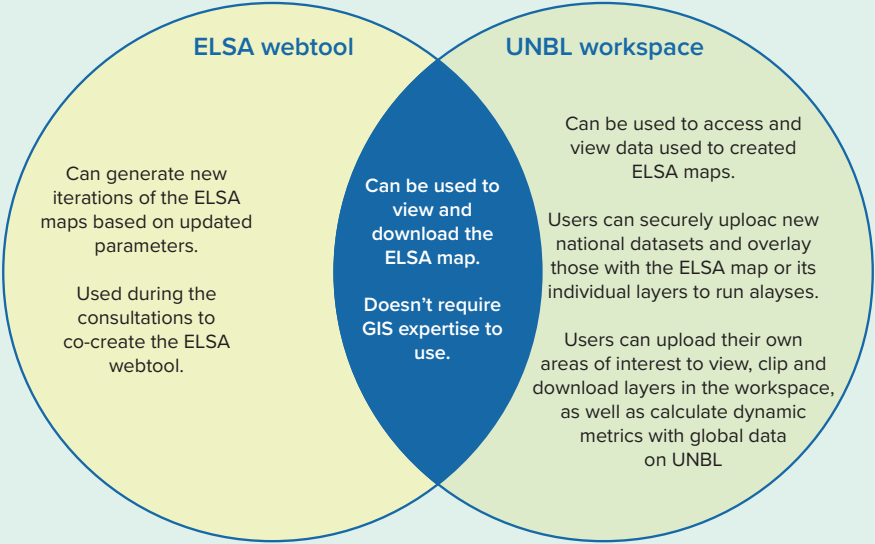 ELSA webtool
Can generate new
iterations of the ELSA
maps based on updated
parameters.
Used during the
consultations to
co-create the ELSA
webtool.
Can be used to
view and
download the
ELSA map.
Doesn't require
GIS expertise to
use.
UNBL workspace
Can be used to access and
view data used to created
ELSA maps.
Users can securely uploac new
national datasets and overlay
those with the ELSA map or its
individual layers to run alayses.
Users can upload their own
areas of interest to view, clip and
download layers in the workspace,
as well as calculate dynamic
metrics with global data
on UNBL